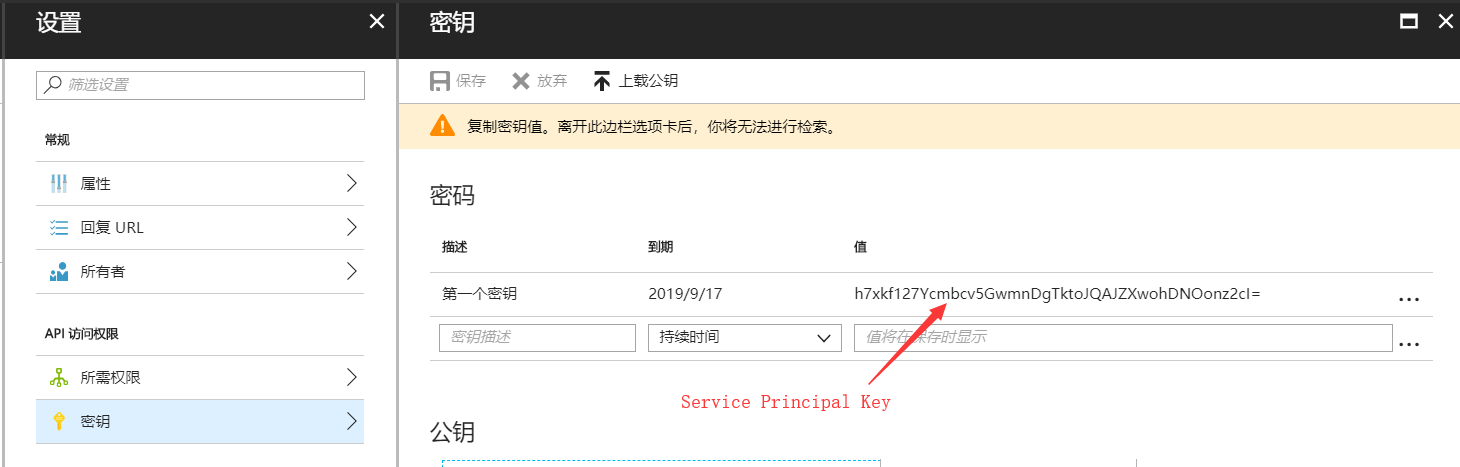 设置
筛选设置
常规
属性
回复 URL
所有者
API 访问权限
所需权限
密钥
密钥
保存 放弃 上载公钥
复制密钥值。离开此边栏选项卡后，你将无法进行检索。
密码
描述 到期 值
第一个密钥 2019/9/17 h7xkf127Ycmbcv5GwmnDgTktoJQAJZXwohDNOonz2cI=
密钥描述 持续时间 值将在保存时显示
Service Principal Key
公钥